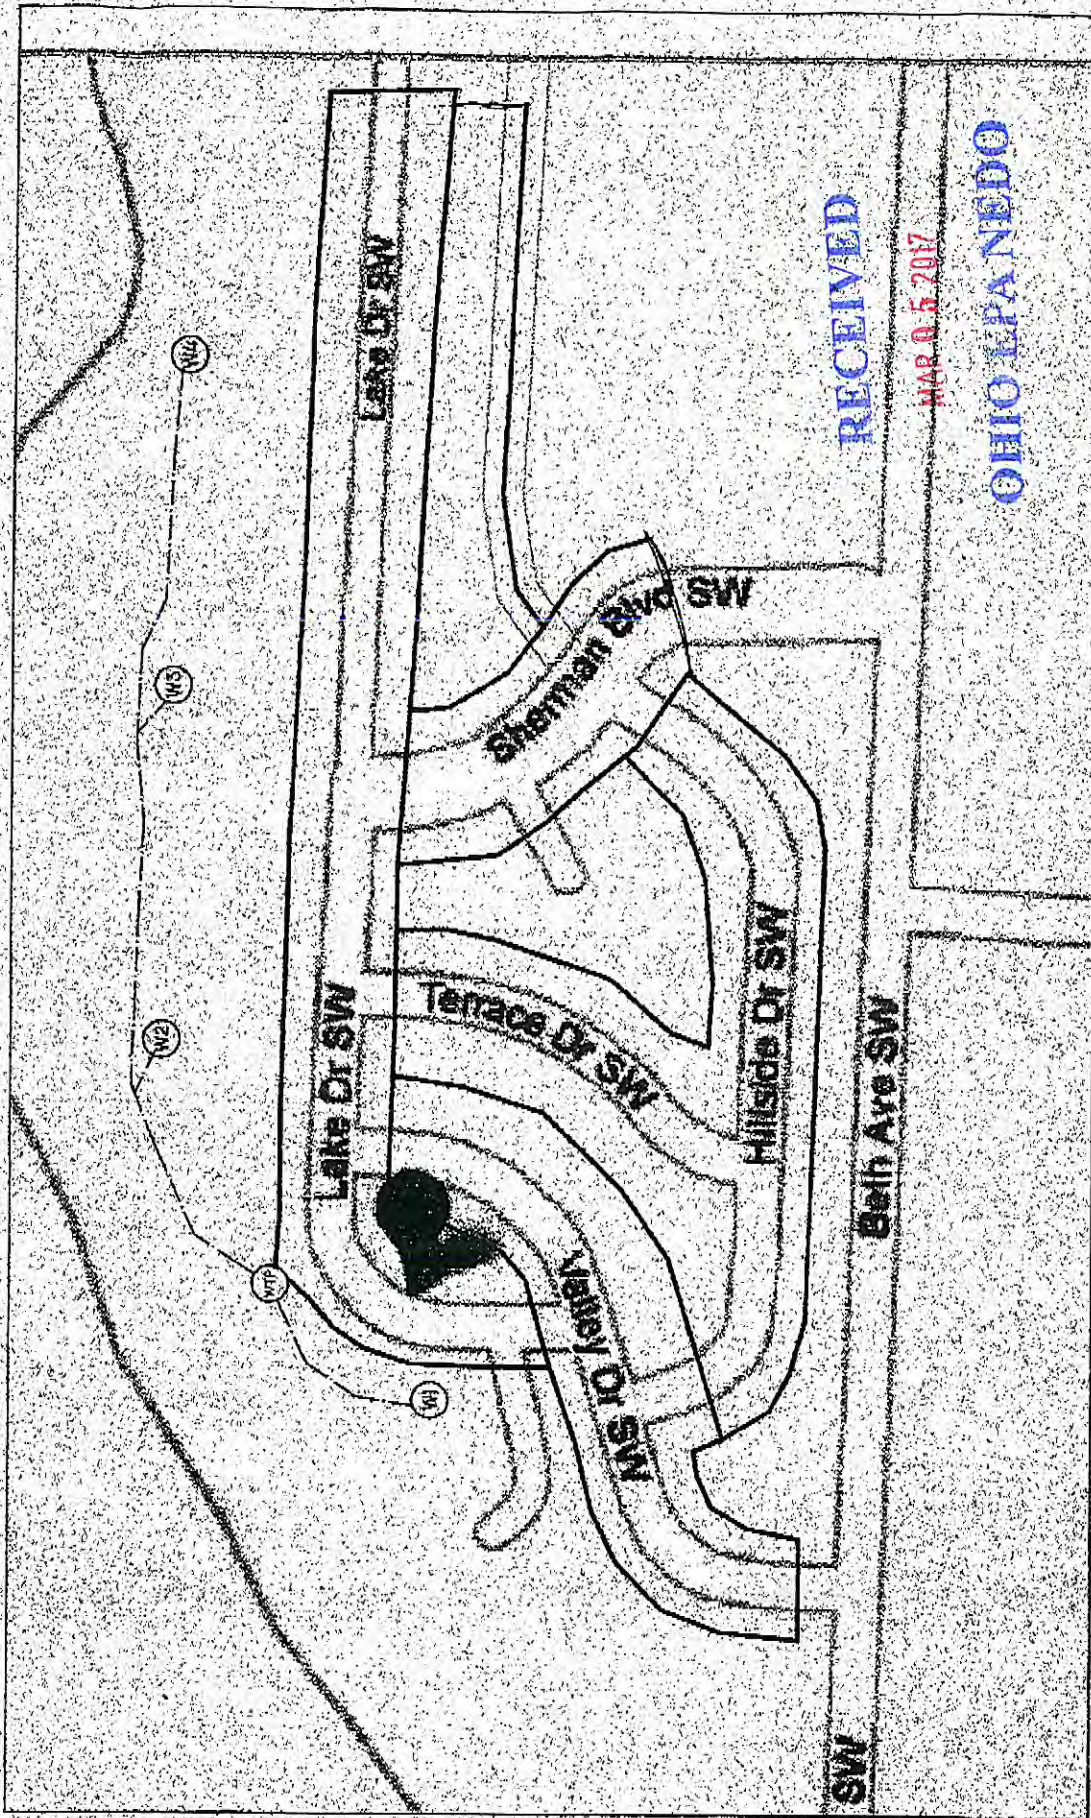 RECEIVED
MAR 05 2017
OHIO EPA NEDO
Lake Dr SW
Sherman Blvd SW
Terrace Dr SW
Lake Dr SW
Valley Dr SW
Hillside Dr SW
Beth Ave SW
SW
W4
W3
W2
WTP
W1